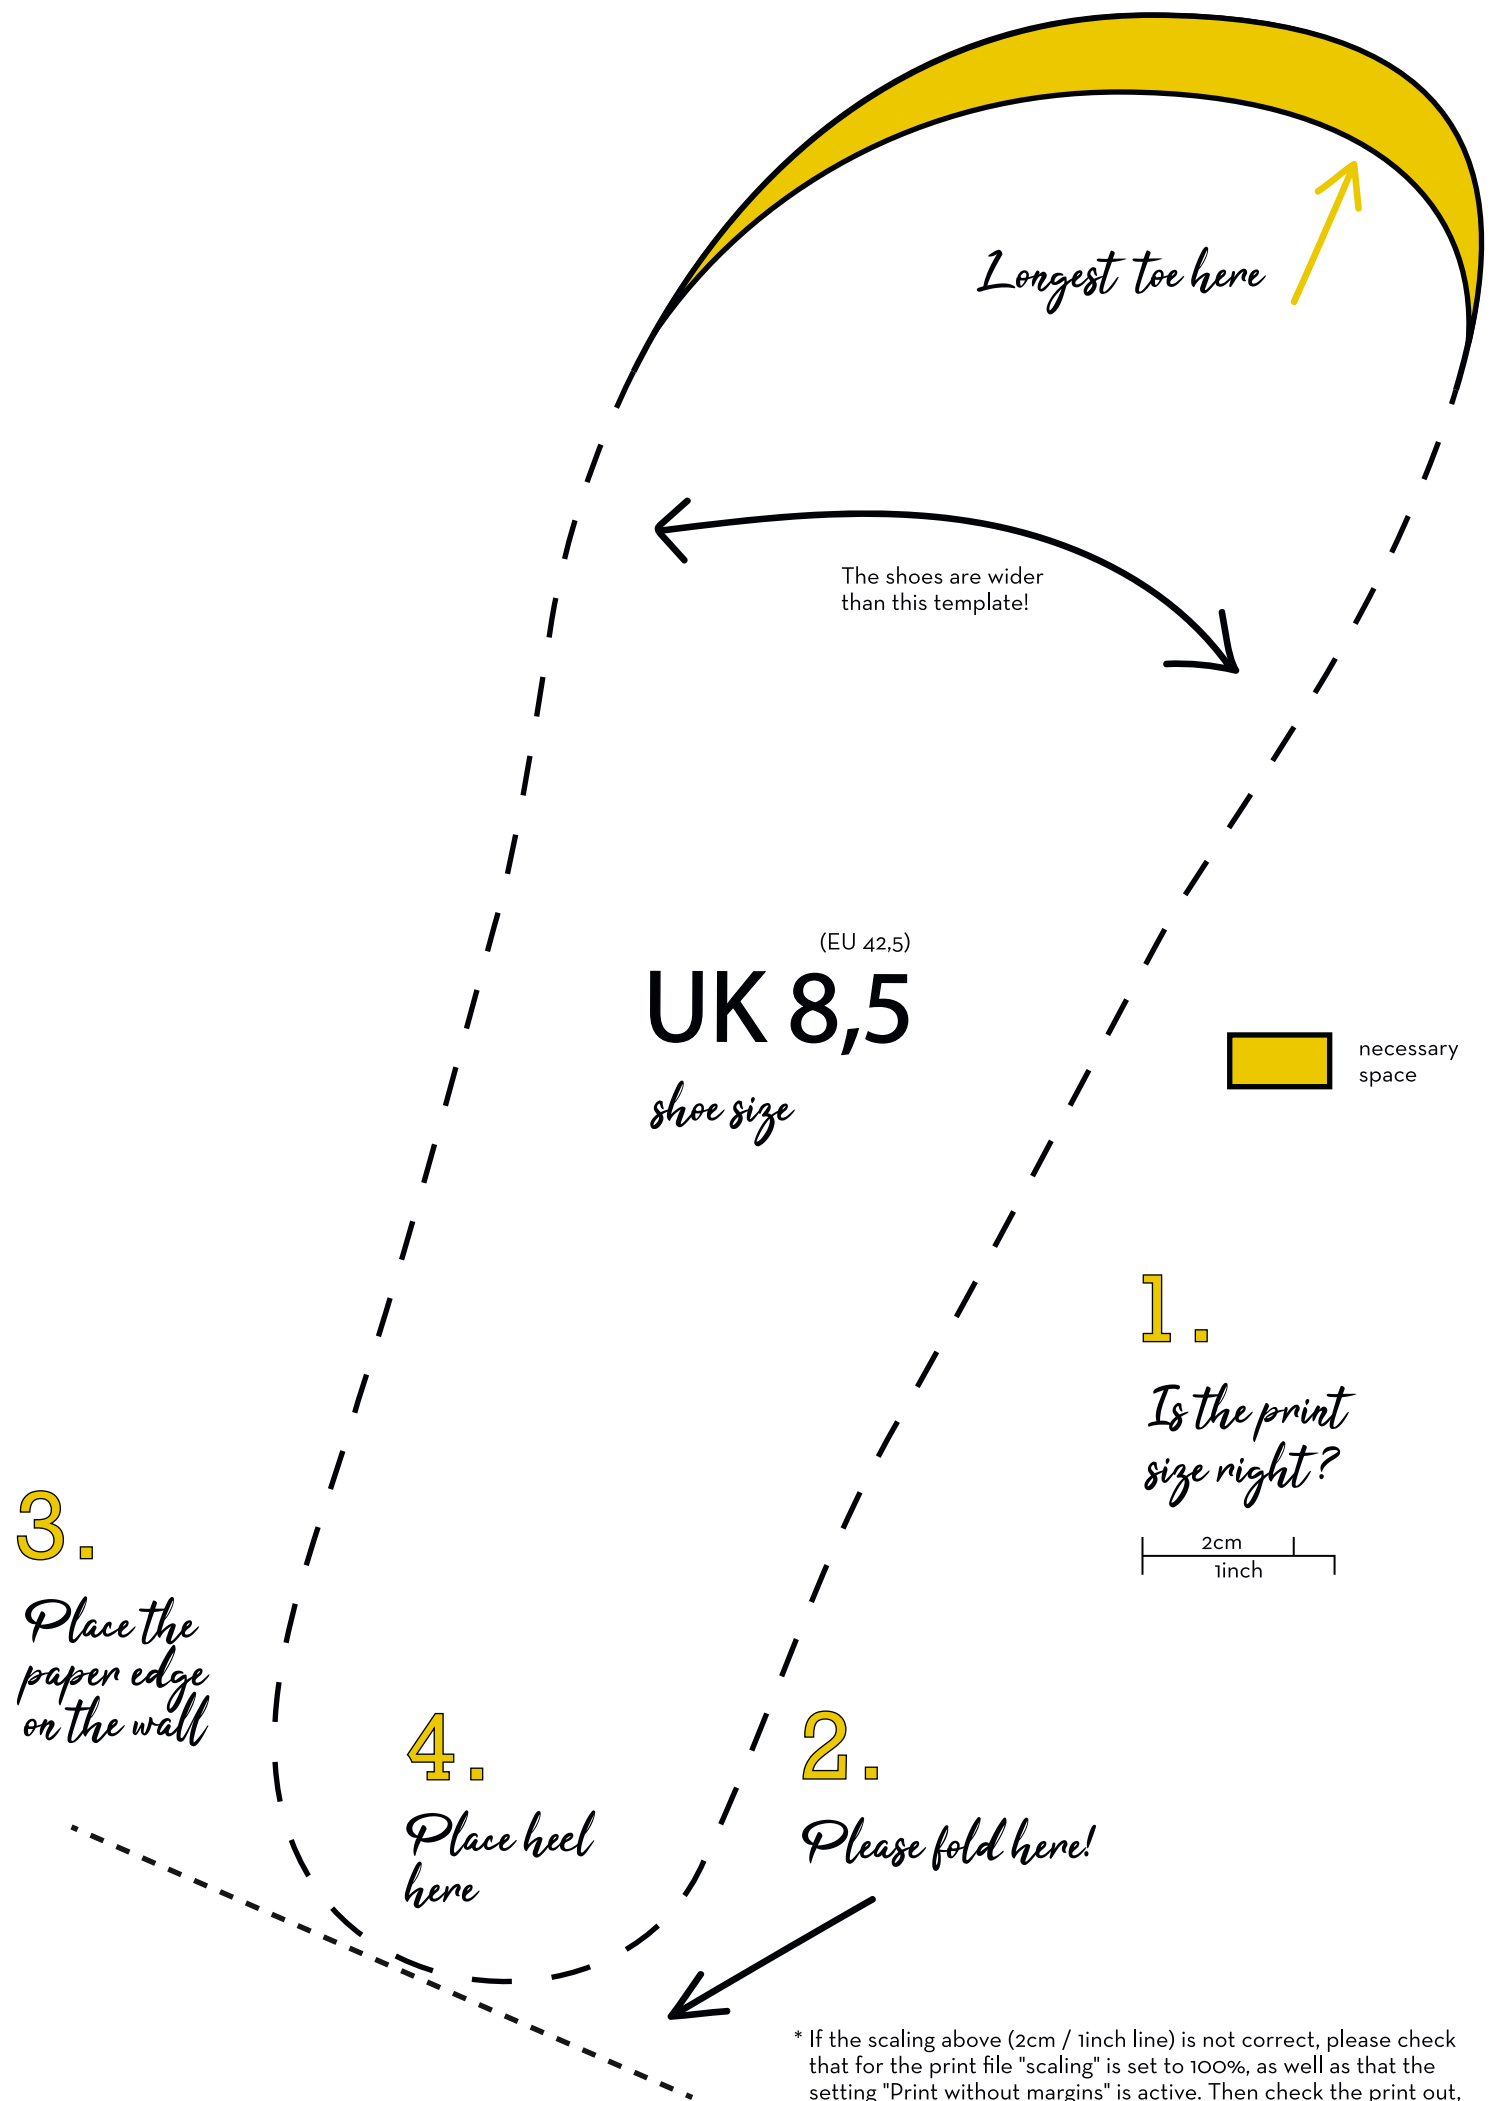 Longest toe here
The shoes are wider
than this template!
(EU 42,5)
UK 8,5
shoe size
necessary
space
1.
Is the print
size right?
2cm
1inch
3.
Place the
paper edge
on the wall
4.
Place heel
here
2.
Please fold here!
* If the scaling above (2cm / 1inch line) is not correct, please check
that for the print file "scaling" is set to 100%, as well as that the
setting "Print without margins" is active. Then check the print out,